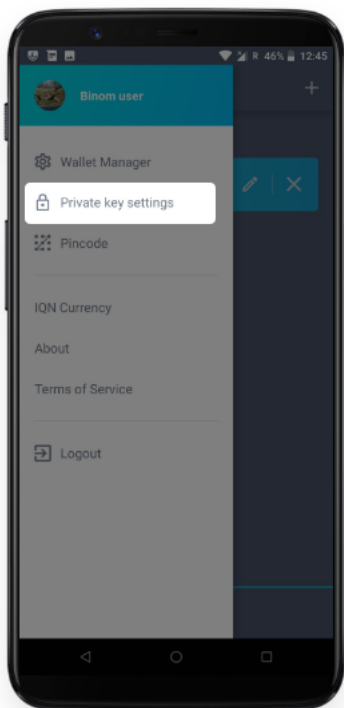 R 46% 12:45
Binom user
Wallet Manager
Private key settings
Pincode
IQN Currency
About
Terms of Service
Logout